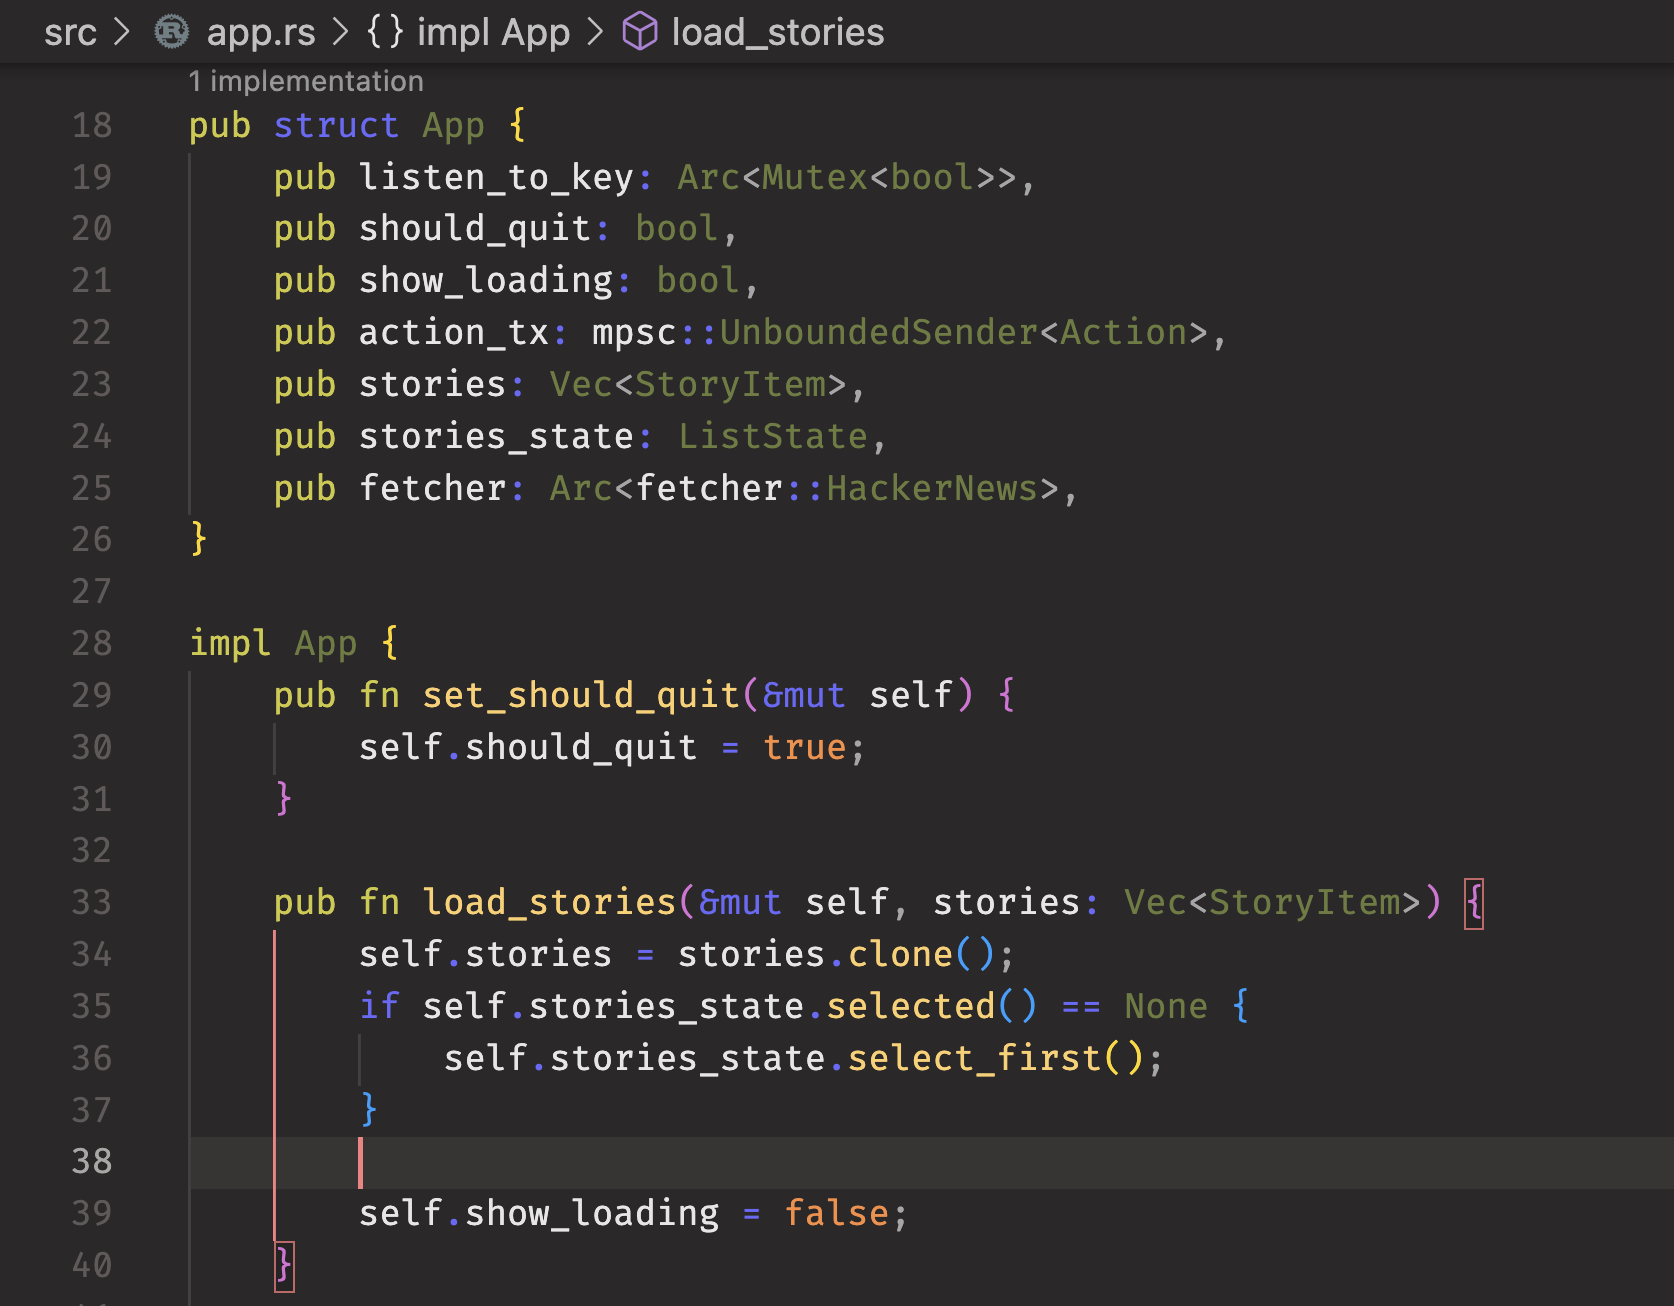 src > app.rs > {} impl App > load_stories
1 implementation
18 pub struct App {
19 pub listen_to_key: Arc<Mutex<bool>>,
20 pub should_quit: bool,
21 pub show_loading: bool,
22 pub action_tx: mpsc::UnboundedSender<Action>,
23 pub stories: Vec<StoryItem>,
24 pub stories_state: ListState,
25 pub fetcher: Arc<fetcher::HackerNews>,
26 }
27
28 impl App {
29 pub fn set_should_quit(&mut self) {
30 self.should_quit = true;
31 }
32
33 pub fn load_stories(&mut self, stories: Vec<StoryItem>) {
34 self.stories = stories.clone();
35 if self.stories_state.selected() == None {
36 self.stories_state.select_first();
37 }
38
39 self.show_loading = false;
40 }